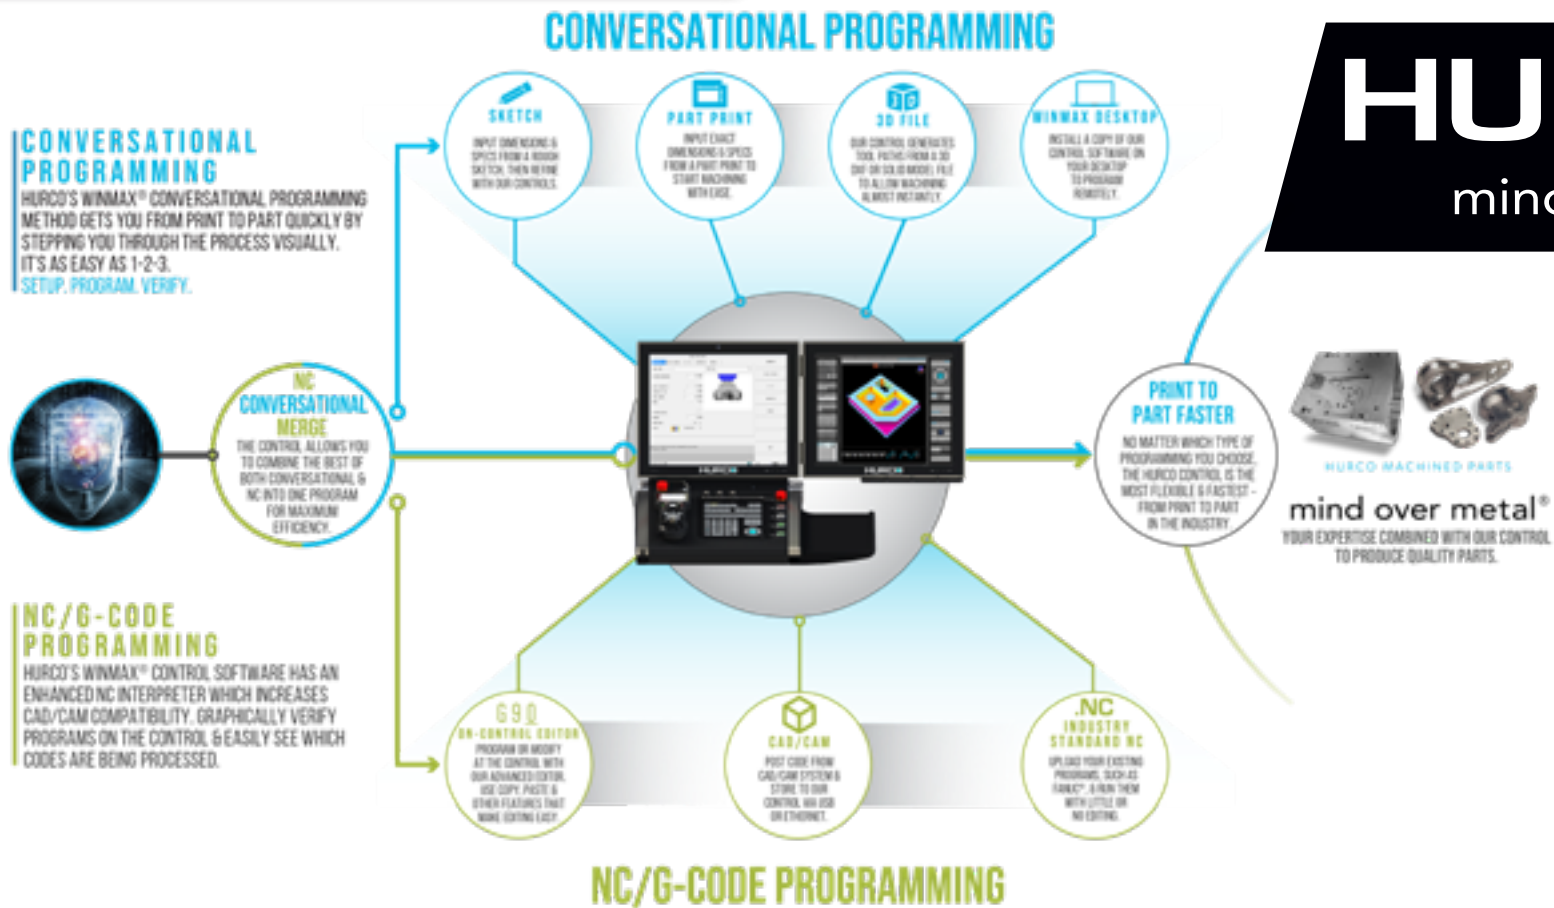 CONVERSATIONAL PROGRAMMING
HU
mind
CONVERSATIONAL
PROGRAMMING
HURCO'S WINMAX® CONVERSATIONAL PROGRAMMING
METHOD GETS YOU FROM PRINT TO PART QUICKLY BY
STEPPING YOU THROUGH THE PROCESS VISUALLY.
IT'S AS EASY AS 1-2-3.
SETUP. PROGRAM. VERIFY.
SKETCH
INPUT DIMENSIONS &
SPECS FROM A ROUGH
SKETCH, THEN REFINE
WITH OUR CONTROLS.
PART PRINT
INPUT EXACT
DIMENSIONS & SPECS
FROM A PART PRINT TO
START MACHINING
WITH EASE.
3D FILE
OUR CONTROL GENERATES
TOOL PATHS FROM A 3D
DXF OR SOLID MODEL FILE
TO ALLOW MACHINING
ALMOST INSTANTLY.
WINMAX DESKTOP
INSTALL A COPY OF OUR
CONTROL SOFTWARE ON
YOUR DESKTOP
TO PROGRAM
REMOTELY.
NC
CONVERSATIONAL
MERGE
THE CONTROL ALLOWS YOU
TO COMBINE THE BEST OF
BOTH CONVERSATIONAL &
NC INTO ONE PROGRAM
FOR MAXIMUM
EFFICIENCY.
HURCO
HURCO
PRINT TO
PART FASTER
NO MATTER WHICH TYPE OF
PROGRAMMING YOU CHOOSE,
THE HURCO CONTROL IS THE
MOST FLEXIBLE & FASTEST -
FROM PRINT TO PART
IN THE INDUSTRY
HURCO MACHINED PARTS
mind over metal®
YOUR EXPERTISE COMBINED WITH OUR CONTROL
TO PRODUCE QUALITY PARTS.
NC/G-CODE
PROGRAMMING
HURCO'S WINMAX® CONTROL SOFTWARE HAS AN
ENHANCED NC INTERPRETER WHICH INCREASES
CAD/CAM COMPATIBILITY. GRAPHICALLY VERIFY
PROGRAMS ON THE CONTROL & EASILY SEE WHICH
CODES ARE BEING PROCESSED.
G90
ON-CONTROL EDITOR
PROGRAM OR MODIFY
AT THE CONTROL WITH
OUR ADVANCED EDITOR.
USE COPY, PASTE &
OTHER FEATURES THAT
MAKE EDITING EASY.
CAD/CAM
POST CODE FROM
CAD/CAM SYSTEM &
STORE TO OUR
CONTROL VIA USB
OR ETHERNET.
.NC
INDUSTRY
STANDARD NC
UPLOAD YOUR EXISTING
PROGRAMS, SUCH AS
FANUC®, & RUN THEM
WITH LITTLE OR
NO EDITING.
NC/G-CODE PROGRAMMING